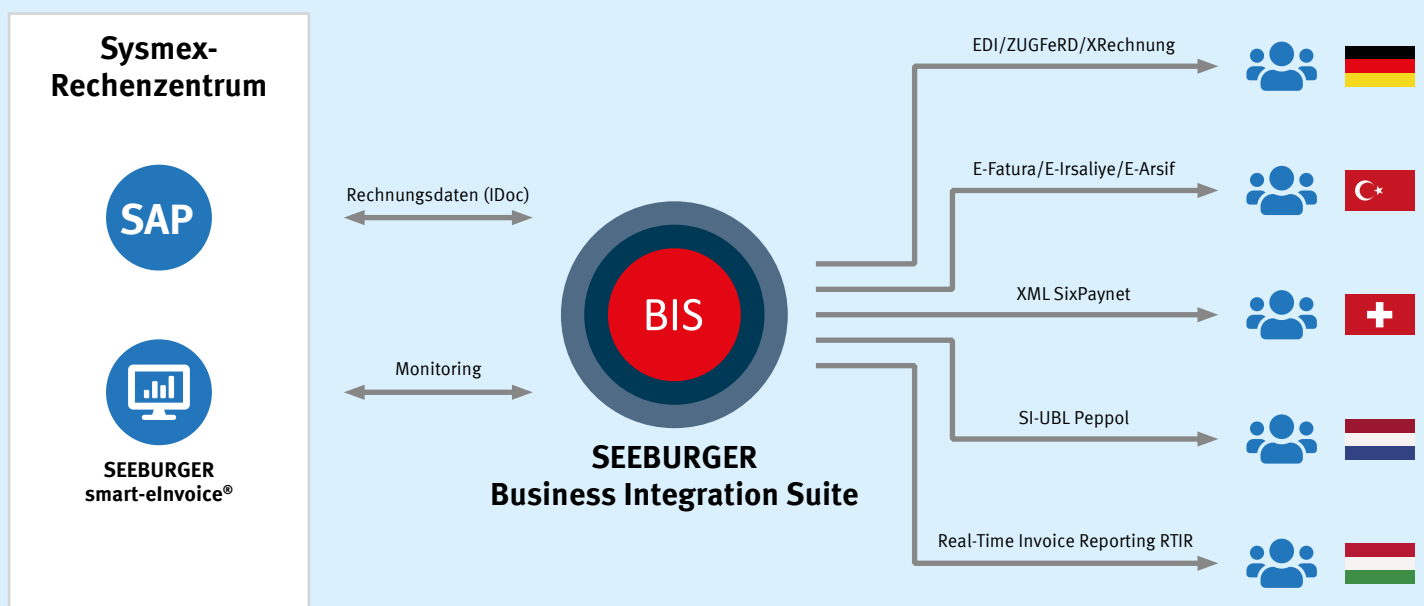 Sysmex-
Rechenzentrum
SAP
SEEBURGER
smart-eInvoice®
Rechnungsdaten (IDoc)
Monitoring
BIS
SEEBURGER
Business Integration Suite
EDI/ZUGFeRD/XRechnung
E-Fatura/E-Irsaliye/E-Arsif
XML SixPaynet
SI-UBL Peppol
Real-Time Invoice Reporting RTIR